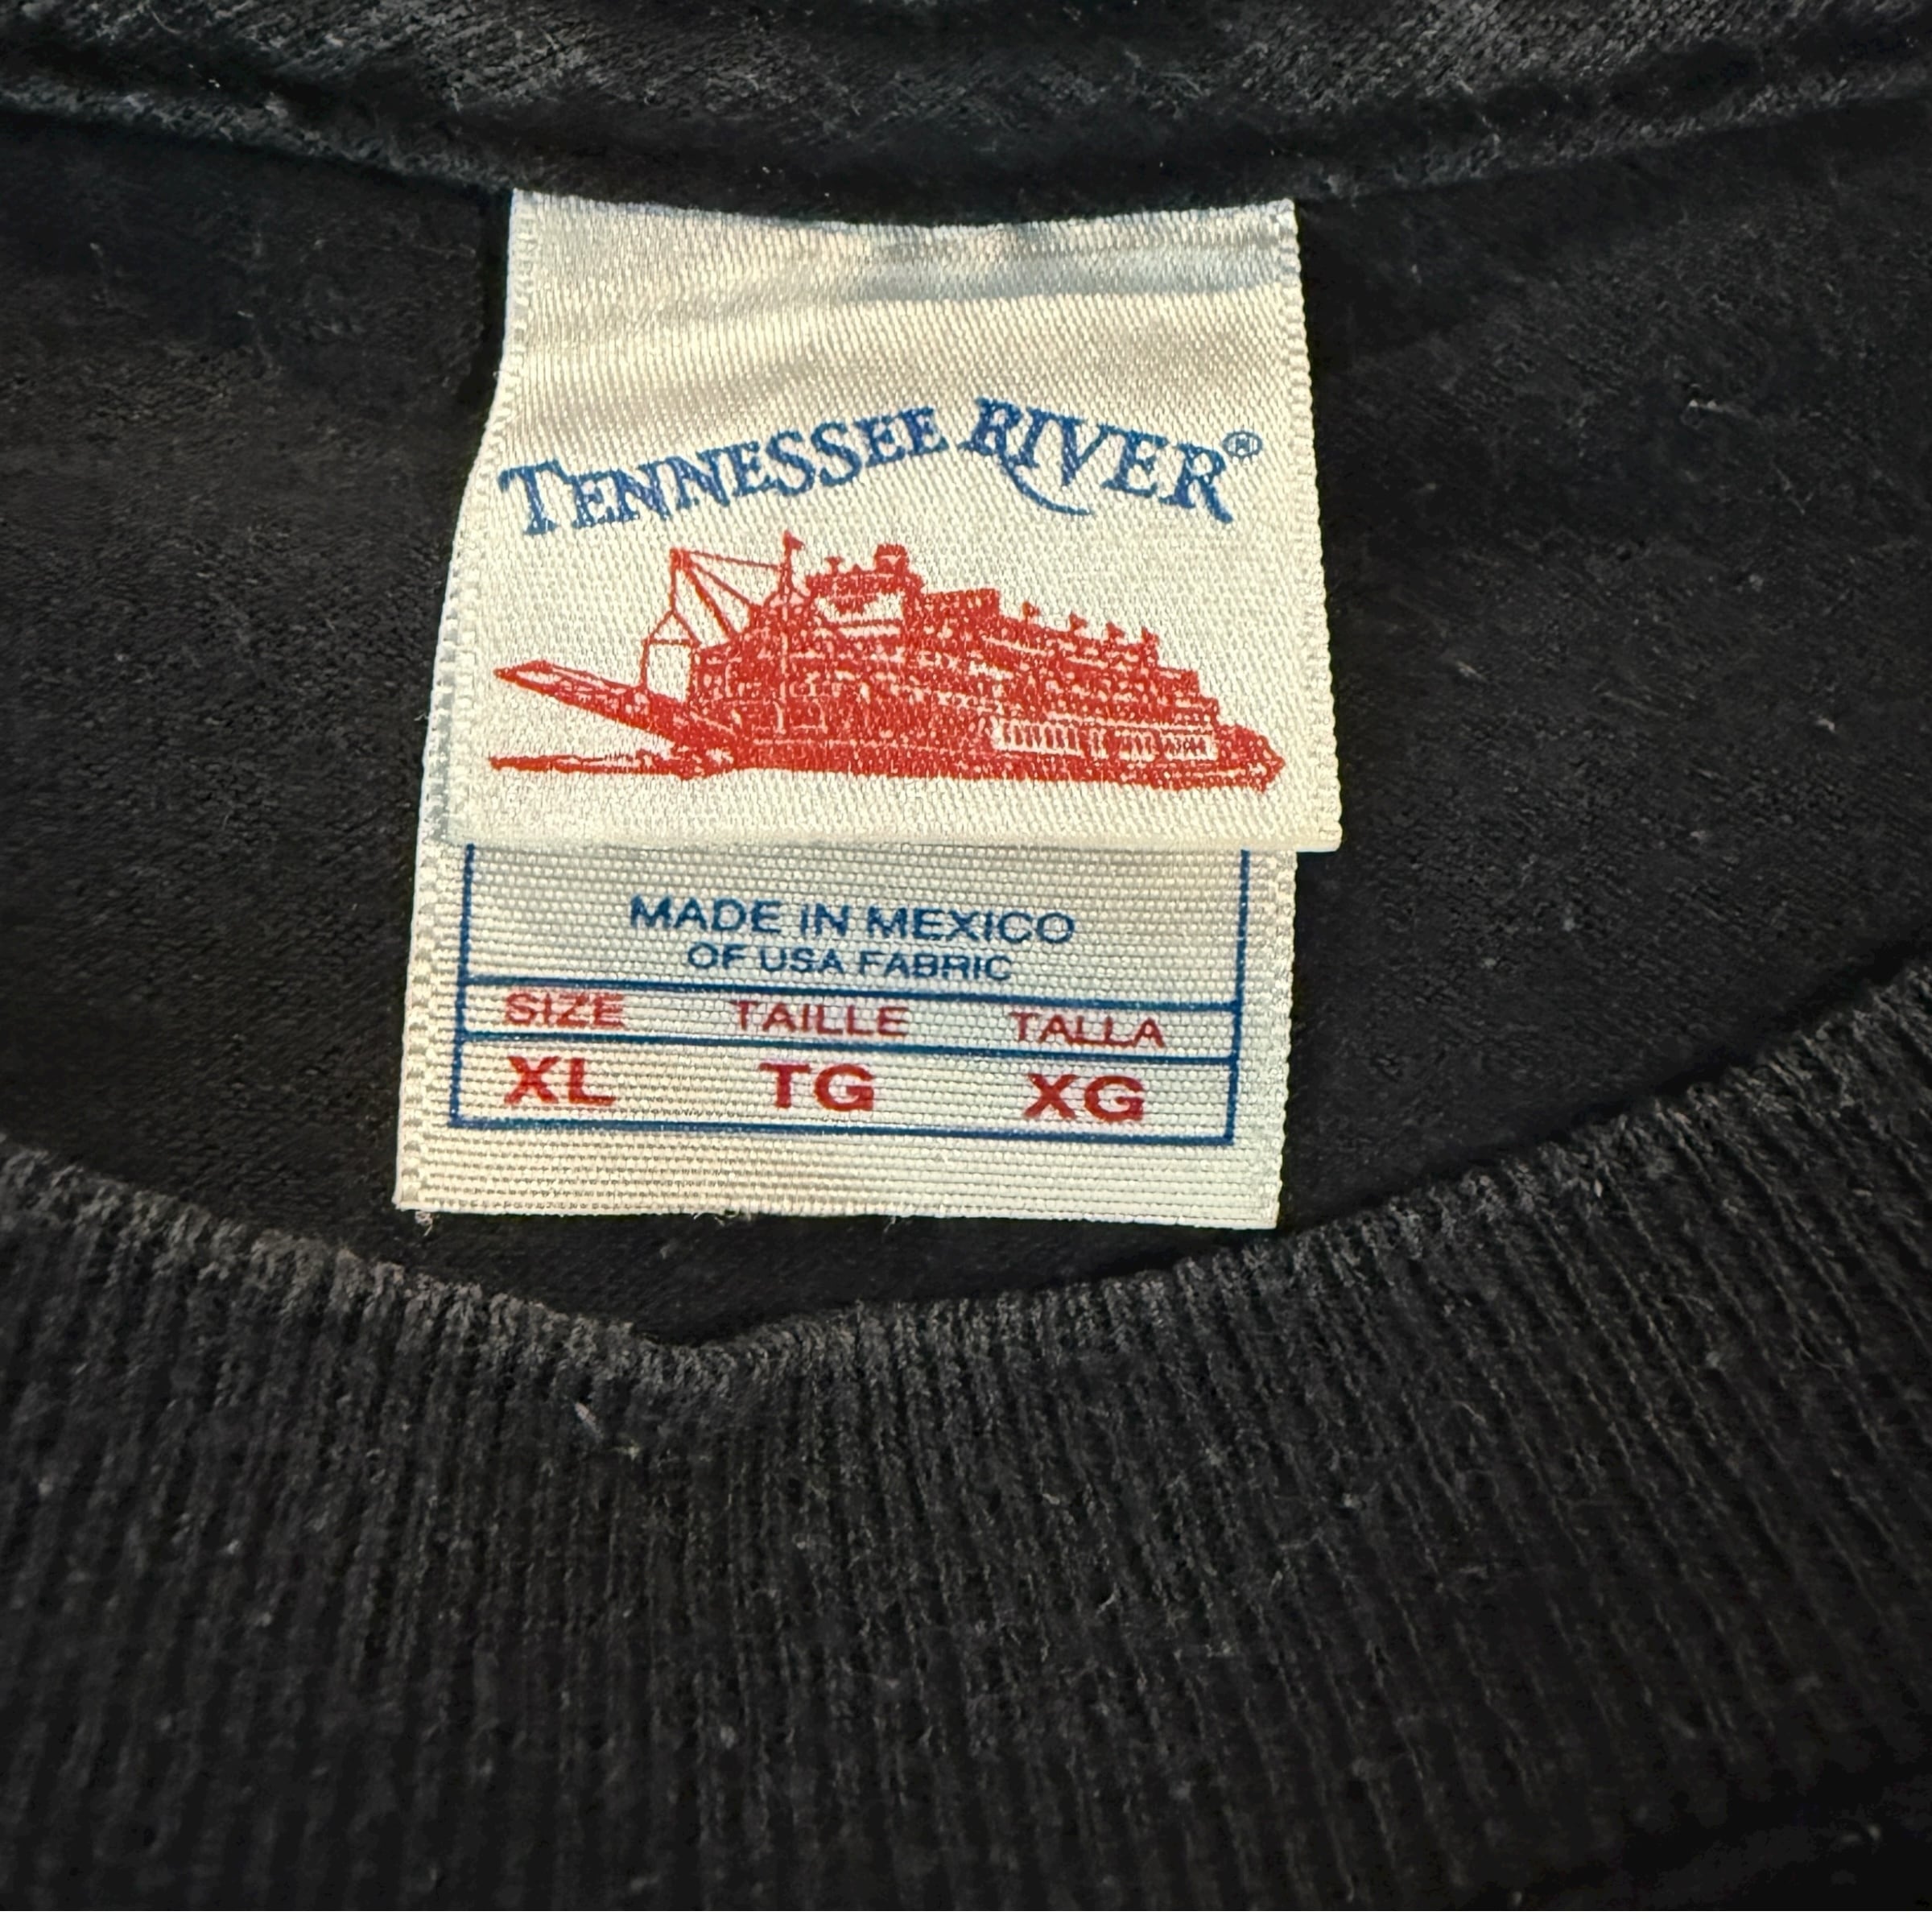 TENNESSEE RIVER®
MADE IN MEXICO
OF USA FABRIC
SIZE TAILLE TALLA
XL TG XG